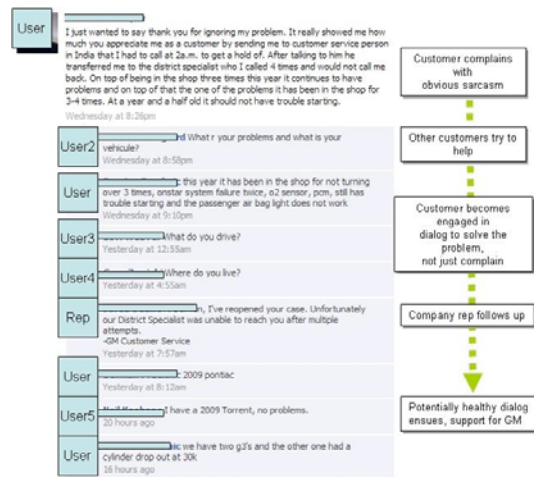 User
I just wanted to say thank you for ignoring my problem. It really showed me how
much you appreciate me as a customer by sending me to customer service person
in India that I had to call at 2a.m. to get a hold of. After talking to him he
transferred me to the district specialist who I called 4 times and would not call me
back. On top of being in the shop three times this year it continues to have
problems and on top of that the one of the problems it has been in the shop for
3-4 times. At a year and a half old it should not have trouble starting.
Wednesday at 8:26pm
User2
What r your problems and what is your
vehicule?
Wednesday at 8:58pm
User
this year it has been in the shop for not turning
over 3 times, onstar system failure twice, o2 sensor, pcm, still has
trouble starting and the passenger air bag light does not work
Wednesday at 9:10pm
User3
What do you drive?
Yesterday at 12:55am
User4
Where do you live?
Yesterday at 4:55am
Rep
I've reopened your case. Unfortunately
our District Specialist was unable to reach you after multiple
attempts.
-GM Customer Service
Yesterday at 7:57am
User
2009 pontiac
Yesterday at 8:12am
User5
I have a 2009 Torrent, no problems.
20 hours ago
User
we have two g3's and the other one had a
cylinder drop out at 30k
16 hours ago
Customer complains
with
obvious sarcasm
Other customers try to
help
Customer becomes
engaged in
dialog to solve the
problem,
not just complain
Company rep follows up
Potentially healthy dialog
ensues, support for GM